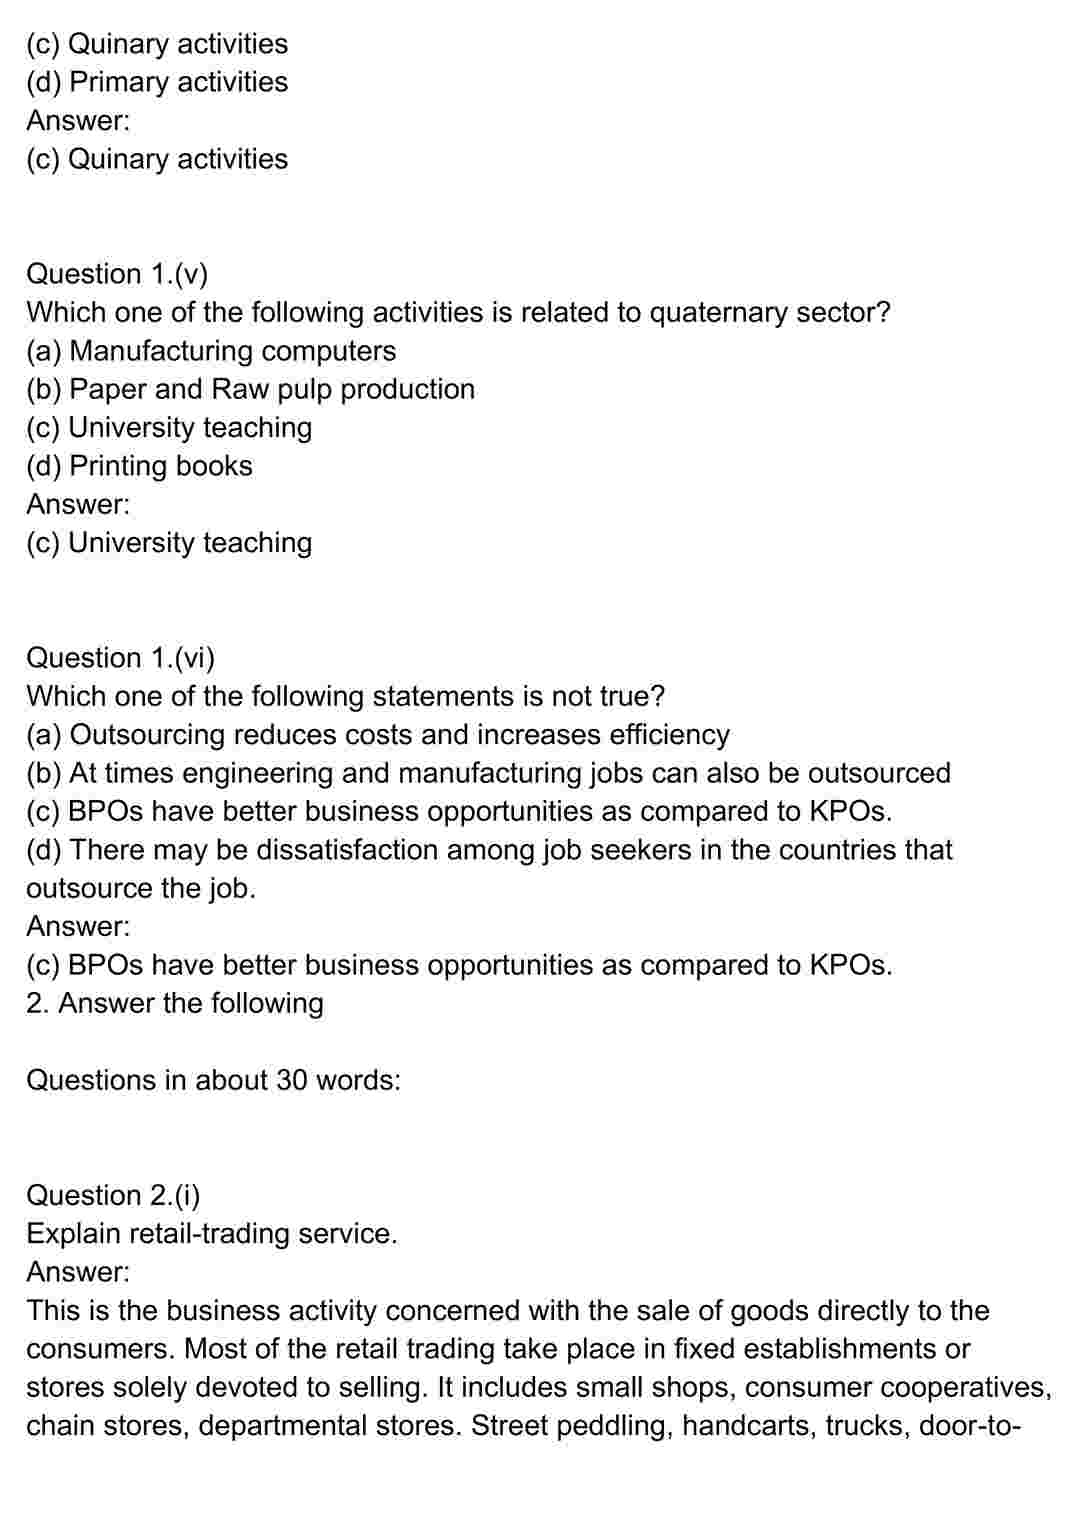 (c) Quinary activities
(d) Primary activities
Answer:
(c) Quinary activities
Question 1.(v)
Which one of the following activities is related to quaternary sector?
(a) Manufacturing computers
(b) Paper and Raw pulp production
(c) University teaching
(d) Printing books
Answer:
(c) University teaching
Question 1.(vi)
Which one of the following statements is not true?
(a) Outsourcing reduces costs and increases efficiency
(b) At times engineering and manufacturing jobs can also be outsourced
(c) BPOs have better business opportunities as compared to KPOs.
(d) There may be dissatisfaction among job seekers in the countries that
outsource the job.
Answer:
(c) BPOs have better business opportunities as compared to KPOs.
2. Answer the following
Questions in about 30 words:
Question 2.(i)
Explain retail-trading service.
Answer:
This is the business activity concerned with the sale of goods directly to the
consumers. Most of the retail trading take place in fixed establishments or
stores solely devoted to selling. It includes small shops, consumer cooperatives,
chain stores, departmental stores. Street peddling, handcarts, trucks, door-to-